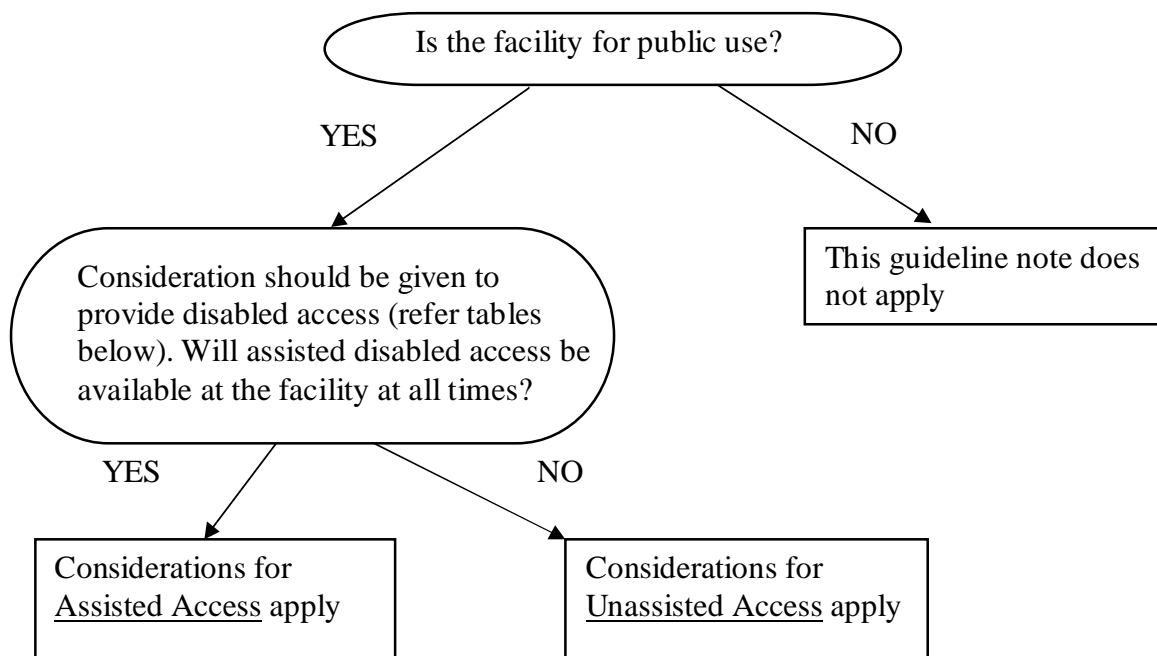 Is the facility for public use?
YES
NO
Consideration should be given to
provide disabled access (refer tables
below). Will assisted disabled access be
available at the facility at all times?
This guideline note does
not apply
YES
NO
Considerations for
Assisted Access apply
Considerations for
Unassisted Access apply